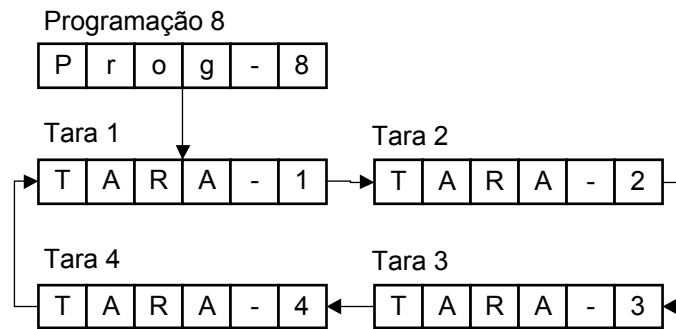 Programação 8
P r o g - 8
Tara 1
T A R A - 1
Tara 2
T A R A - 2
Tara 4
T A R A - 4
Tara 3
T A R A - 3